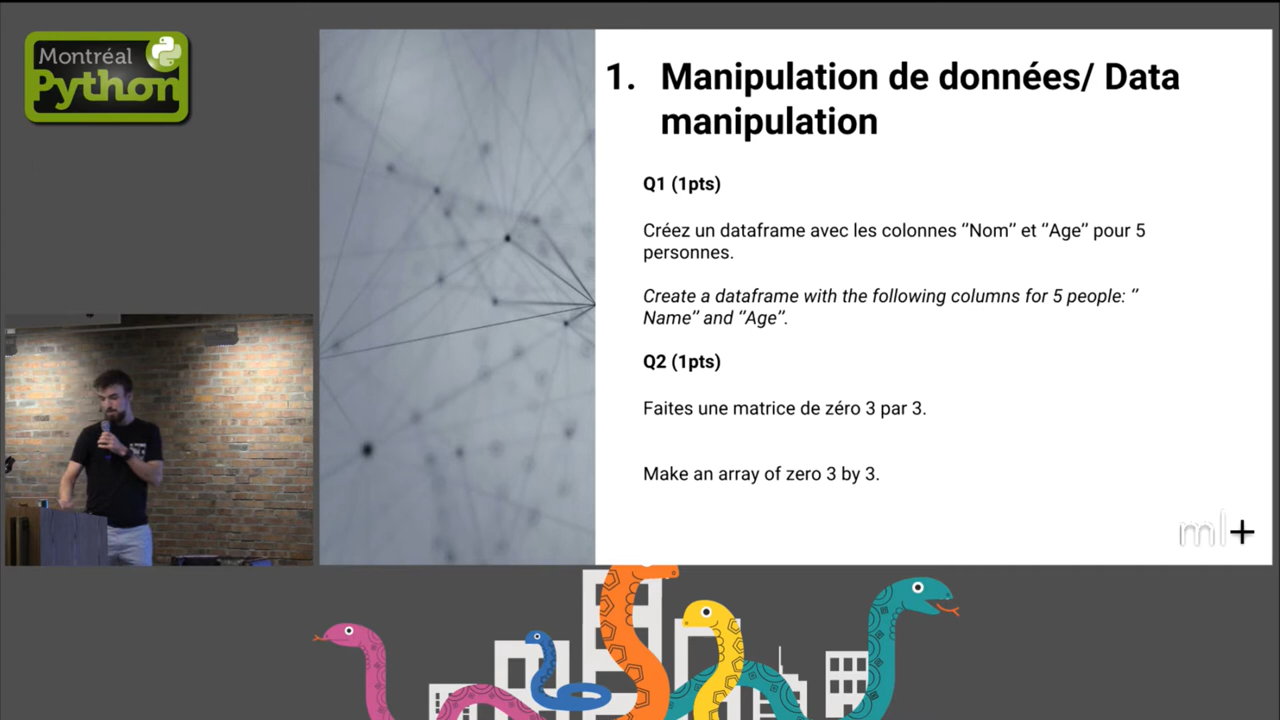 Montréal
Python
1. Manipulation de données/ Data
manipulation
Q1 (1pts)
Créez un dataframe avec les colonnes ‘’Nom’’ et ‘’Age’’ pour 5
personnes.
Create a dataframe with the following columns for 5 people: ‘’
Name’’ and ‘’Age’’.
Q2 (1pts)
Faites une matrice de zéro 3 par 3.
Make an array of zero 3 by 3.
ml+